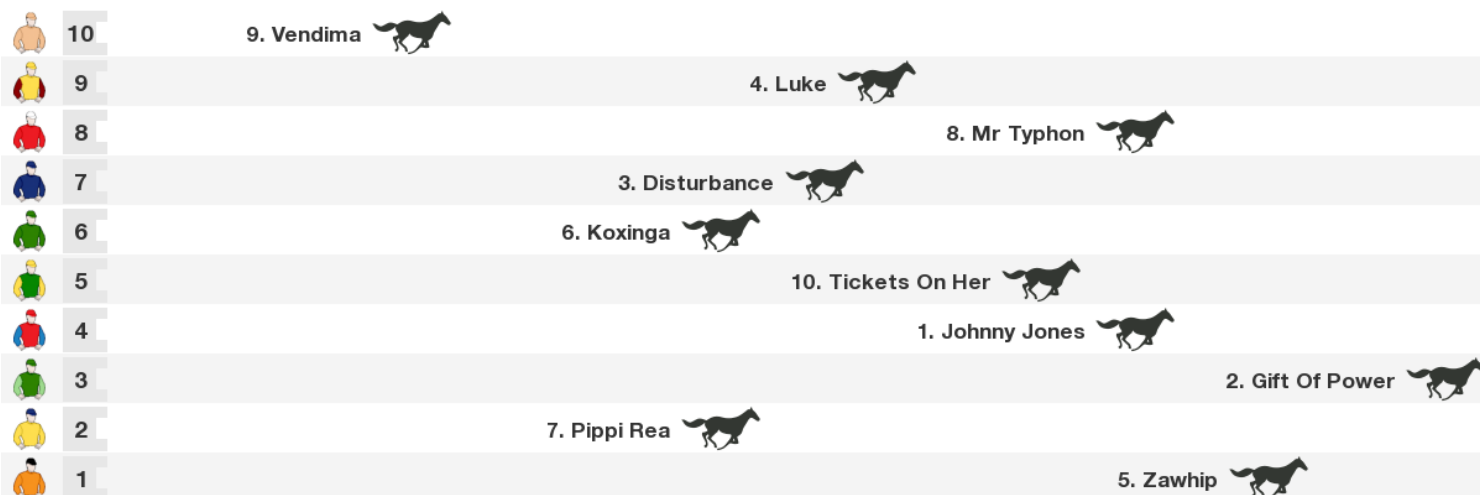 10 9. Vendima
9 4. Luke
8 8. Mr Typhon
7 3. Disturbance
6 6. Koxinga
5 10. Tickets On Her
4 1. Johnny Jones
3 2. Gift Of Power
2 7. Pippi Rea
1 5. Zawhip